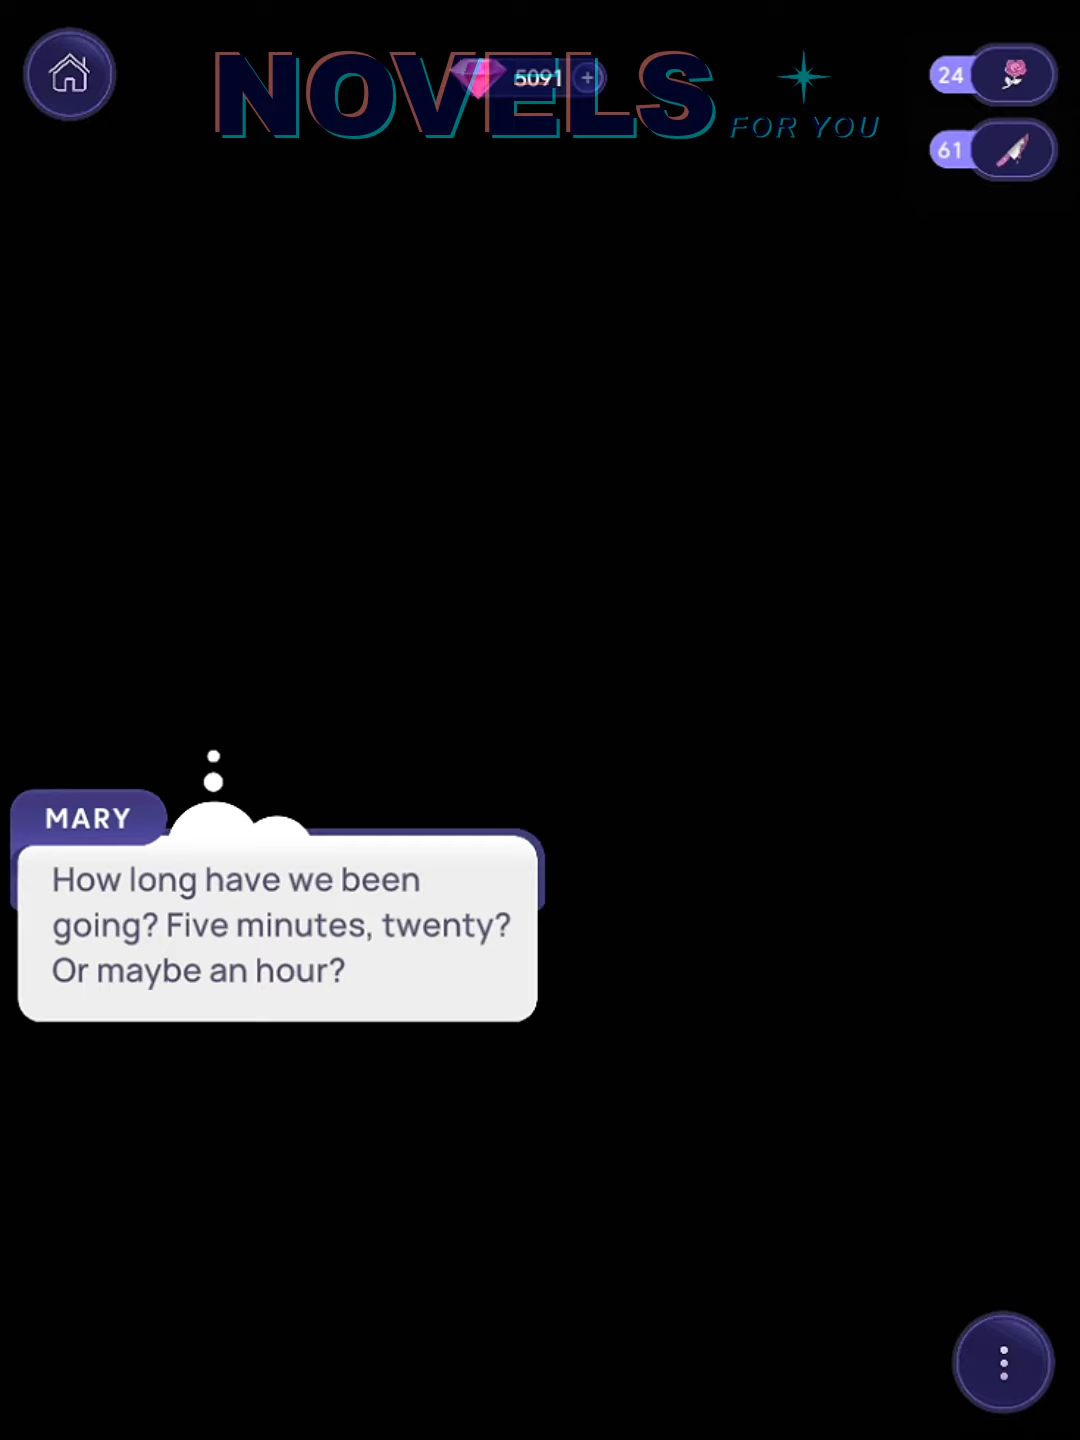 NOVELS
FOR YOU
5091
24
61
MARY
How long have we been
going? Five minutes, twenty?
Or maybe an hour?